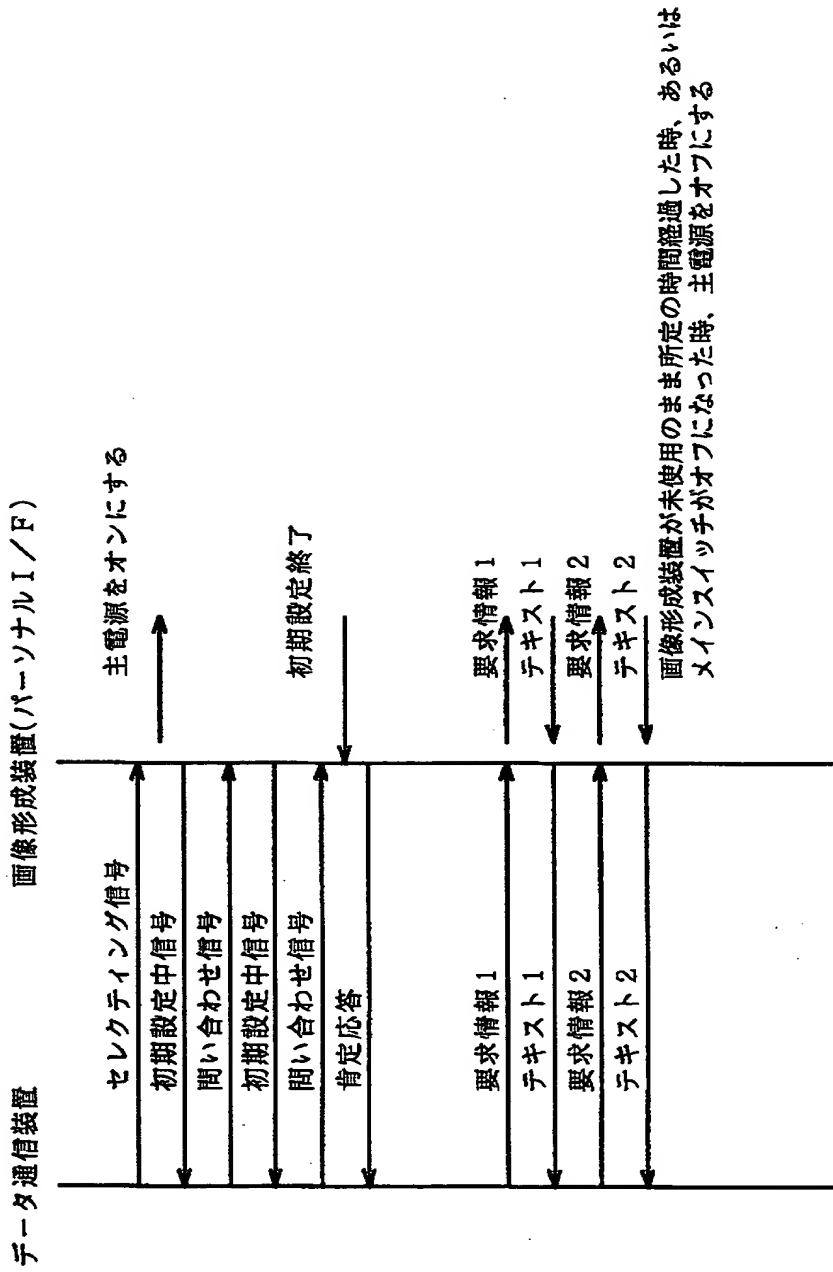 データ通信装置
画像形成装置(パーソナルI/F)
セレクティング信号
主電源をオンにする
初期設定中信号
問い合わせ信号
初期設定中信号
問い合わせ信号
初期設定終了
肯定応答
要求情報1
要求情報1
テキスト1
テキスト1
要求情報2
要求情報2
テキスト2
テキスト2
画像形成装置が未使用のまま所定の時間経過した時、あるいは
メインスイッチがオフになった時、主電源をオフにする